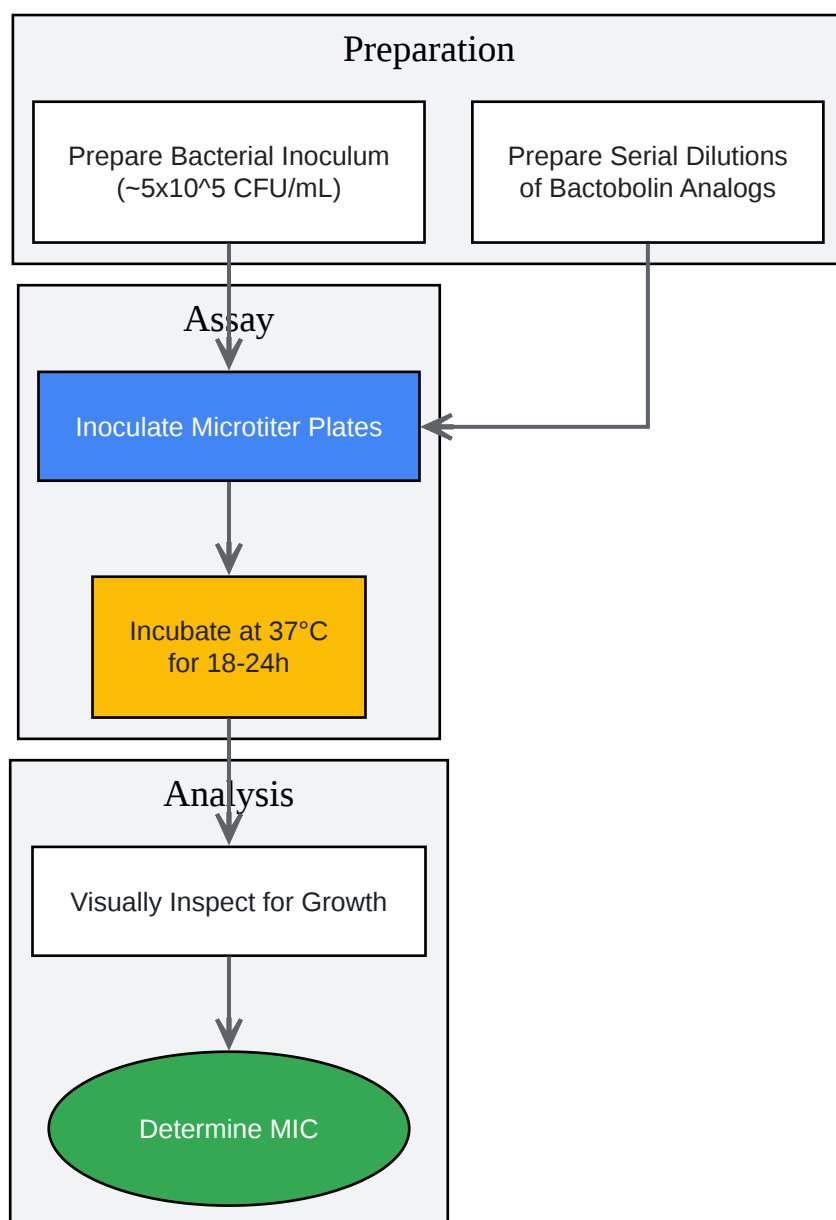 Preparation
Prepare Bacterial Inoculum
(~5x10^5 CFU/mL)
Prepare Serial Dilutions
of Bactobolin Analogs
Assay
Inoculate Microtiter Plates
Incubate at 37°C
for 18-24h
Analysis
Visually Inspect for Growth
Determine MIC